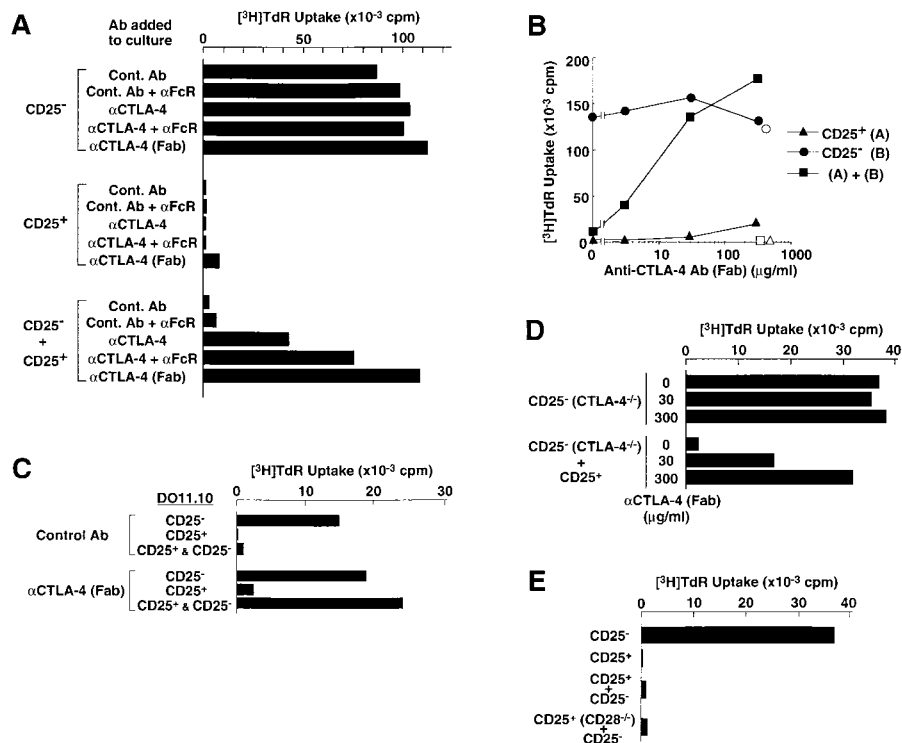 A
Ab added
to culture
[³H]TdR Uptake (x10⁻³ cpm)
0 50 100
CD25⁻
Cont. Ab
Cont. Ab + αFcR
αCTLA-4
αCTLA-4 + αFcR
αCTLA-4 (Fab)
CD25⁺
Cont. Ab
Cont. Ab + αFcR
αCTLA-4
αCTLA-4 + αFcR
αCTLA-4 (Fab)
CD25⁻
+
CD25⁺
Cont. Ab
Cont. Ab + αFcR
αCTLA-4
αCTLA-4 + αFcR
αCTLA-4 (Fab)
B
[³H]TdR Uptake (x10⁻³ cpm)
200
150
100
50
0
0 1 10 100 1000
Anti-CTLA-4 Ab (Fab) (μg/ml)
CD25⁺ (A)
CD25⁻ (B)
(A) + (B)
C
[³H]TdR Uptake (x10⁻³ cpm)
0 10 20 30
DO11.10
Control Ab
CD25⁻
CD25⁺
CD25⁺ & CD25⁻
αCTLA-4 (Fab)
CD25⁻
CD25⁺
CD25⁺ & CD25⁻
D
[³H]TdR Uptake (x10⁻³ cpm)
0 10 20 30 40
CD25⁻ (CTLA-4⁻/⁻)
0
30
300
CD25⁻ (CTLA-4⁻/⁻)
+
CD25⁺
0
30
300
αCTLA-4 (Fab)
(μg/ml)
E
[³H]TdR Uptake (x10⁻³ cpm)
0 10 20 30 40
CD25⁻
CD25⁺
CD25⁺
+
CD25⁻
CD25⁺ (CD28⁻/⁻)
+
CD25⁻